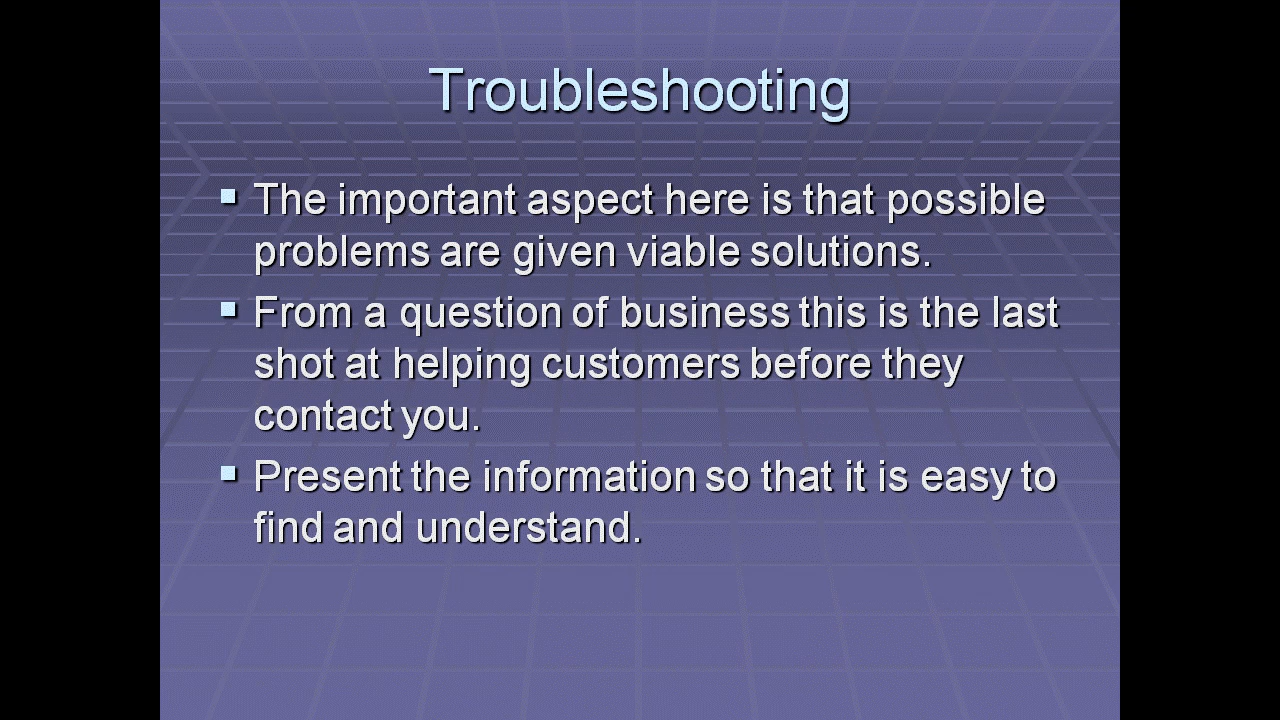 Troubleshooting
The important aspect here is that possible
problems are given viable solutions.
From a question of business this is the last
shot at helping customers before they
contact you.
Present the information so that it is easy to
find and understand.